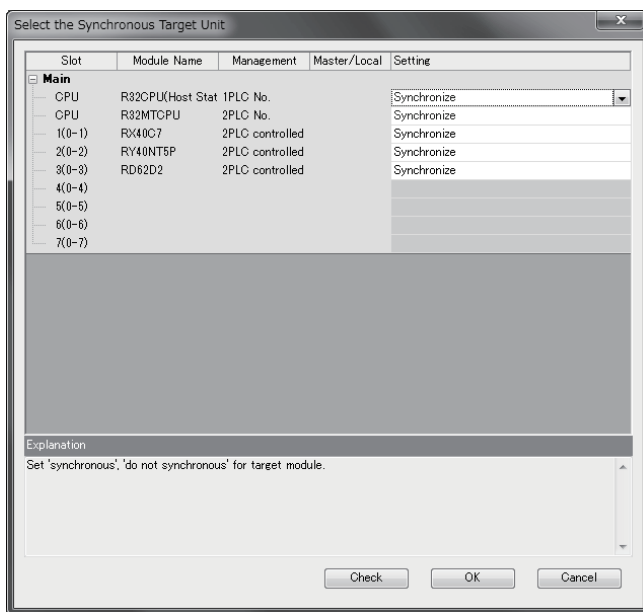 Select the Synchronous Target Unit
Slot Module Name Management Master/Local Setting
Main
CPU R32CPU(Host Stat 1PLC No. Synchronize
CPU R32MTCPU 2PLC No. Synchronize
1(0-1) RX40C7 2PLC controlled Synchronize
2(0-2) RY40NT5P 2PLC controlled Synchronize
3(0-3) RD62D2 2PLC controlled Synchronize
4(0-4)
5(0-5)
6(0-6)
7(0-7)
Explanation
Set 'synchronous', 'do not synchronous' for target module.
Check OK Cancel